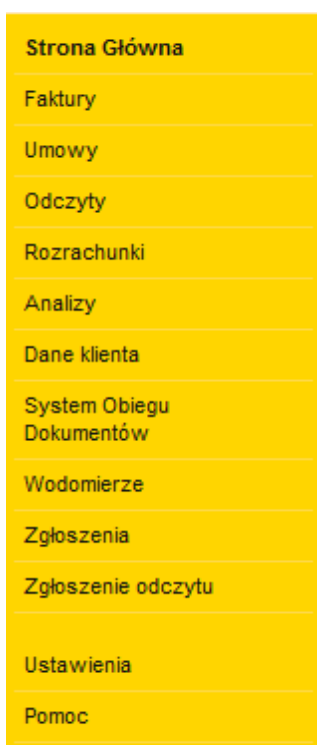 Strona Główna
Faktury
Umowy
Odczyty
Rozrachunki
Analizy
Dane klienta
System Obiegu
Dokumentów
Wodomierze
Zgłoszenia
Zgłoszenie odczytu
Ustawienia
Pomoc